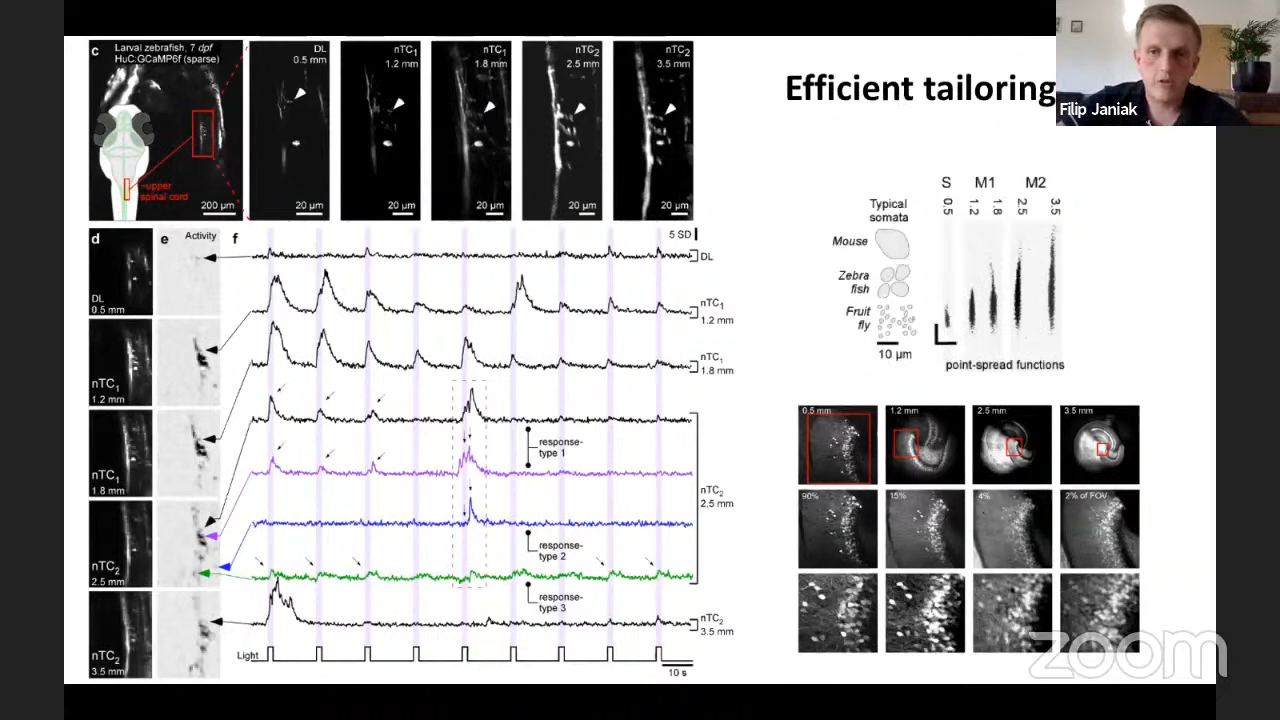 c
Larval zebrafish, 7 dpf
HuC:GCaMP6f (sparse)
~upper
spinal cord
200 µm
DL
0.5 mm
20 µm
nTC1
1.2 mm
20 µm
nTC1
1.8 mm
20 µm
nTC2
2.5 mm
20 µm
nTC2
3.5 mm
20 µm
Efficient tailoring
Filip Janiak
d
DL
0.5 mm
nTC1
1.2 mm
nTC1
1.8 mm
nTC2
2.5 mm
nTC2
3.5 mm
e
Activity
f
5 SD
DL
nTC1
1.2 mm
nTC1
1.8 mm
response-
type 1
nTC2
2.5 mm
response-
type 2
response-
type 3
nTC2
3.5 mm
Light
10 s
S M1 M2
0.5 1.2 1.8 2.5 3.5
Typical
somata
Mouse
Zebra
fish
Fruit
fly
10 µm
point-spread functions
0.5 mm
1.2 mm
2.5 mm
3.5 mm
90%
15%
4%
2% of FOV
zoom